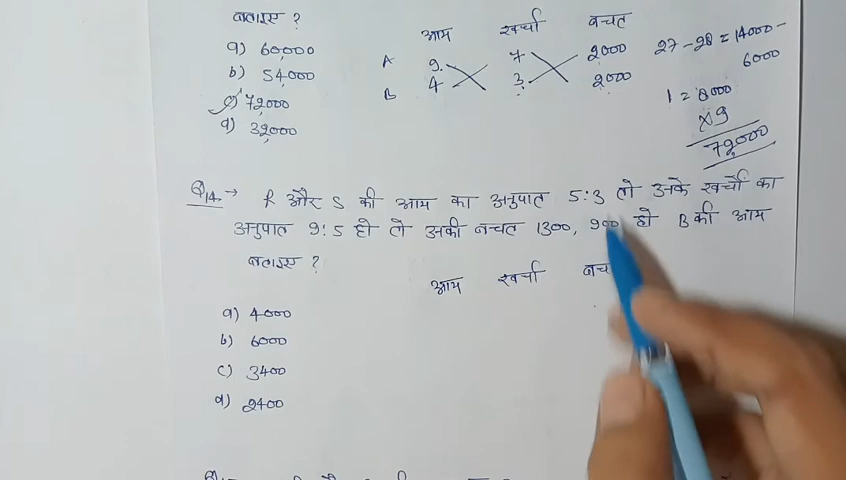 बताइए ?
a) 60,000
b) 54,000
c) 72,000
d) 32,000
आय खर्चा बचत
A 9 7 2000
B 4 3 2000
27 - 28 = 14000 -
6000
1 = 8000
x 9
72,000
Q14 → R और S की आय का अनुपात 5:3 तो उनके खर्चों का
अनुपात 9:5 हो तो उनकी बचत 1300, 900 हो B की आय
बताइए ?
आय खर्चा बच
a) 4000
b) 6000
c) 3400
d) 2400